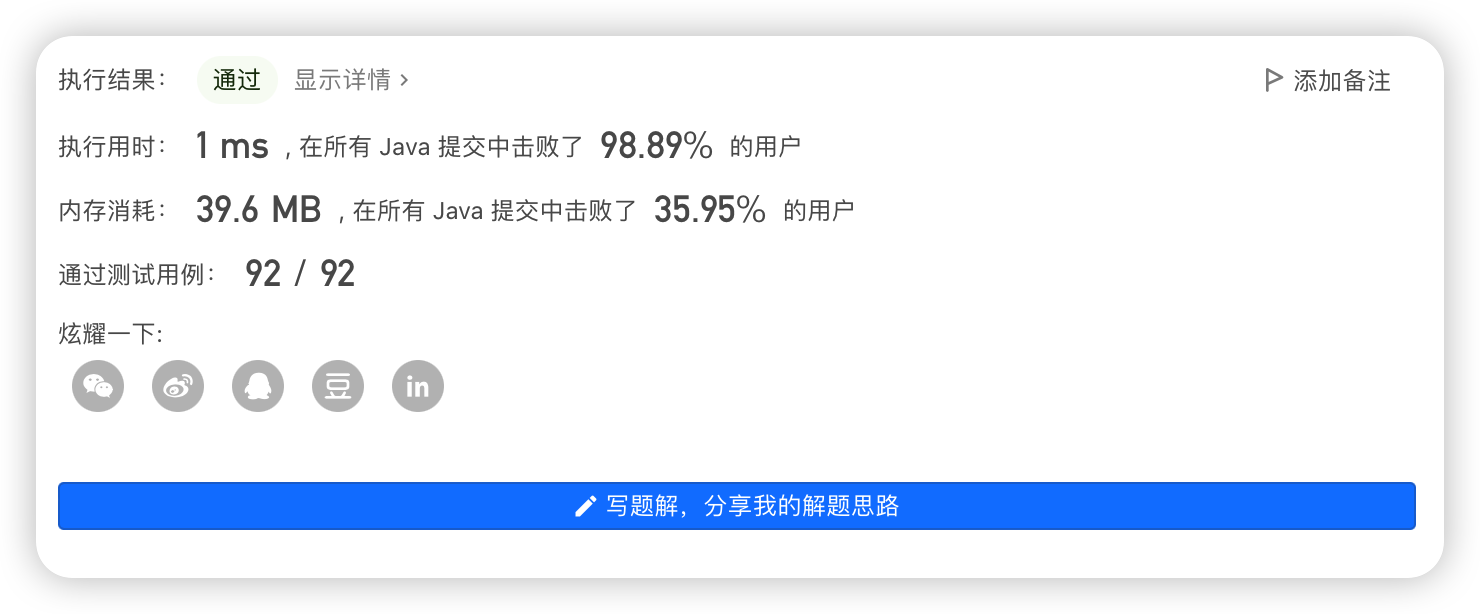 执行结果： 通过 显示详情 > 添加备注
执行用时： 1 ms , 在所有 Java 提交中击败了 98.89% 的用户
内存消耗： 39.6 MB , 在所有 Java 提交中击败了 35.95% 的用户
通过测试用例： 92 / 92
炫耀一下:
豆 in
写题解，分享我的解题思路